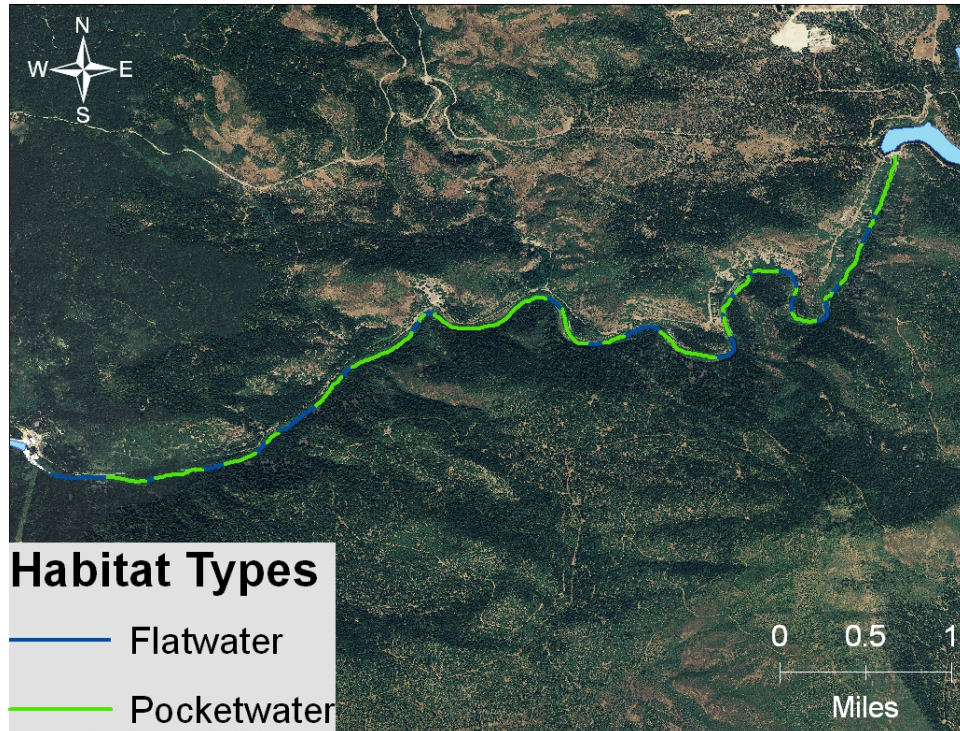 N
W E
S
Habitat Types
Flatwater
Pocketwater
0 0.5 1
Miles